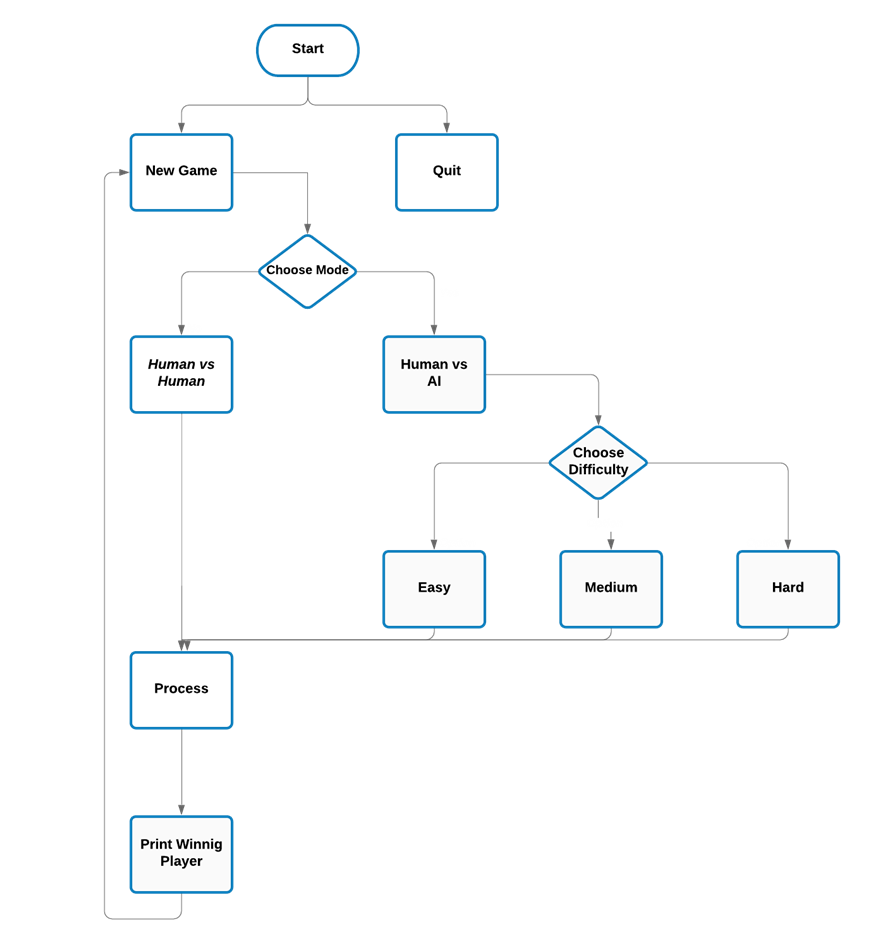 Start
New Game
Quit
Choose Mode
Human vs
Human
Human vs
AI
Choose
Difficulty
Easy
Medium
Hard
Process
Print Winnig
Player